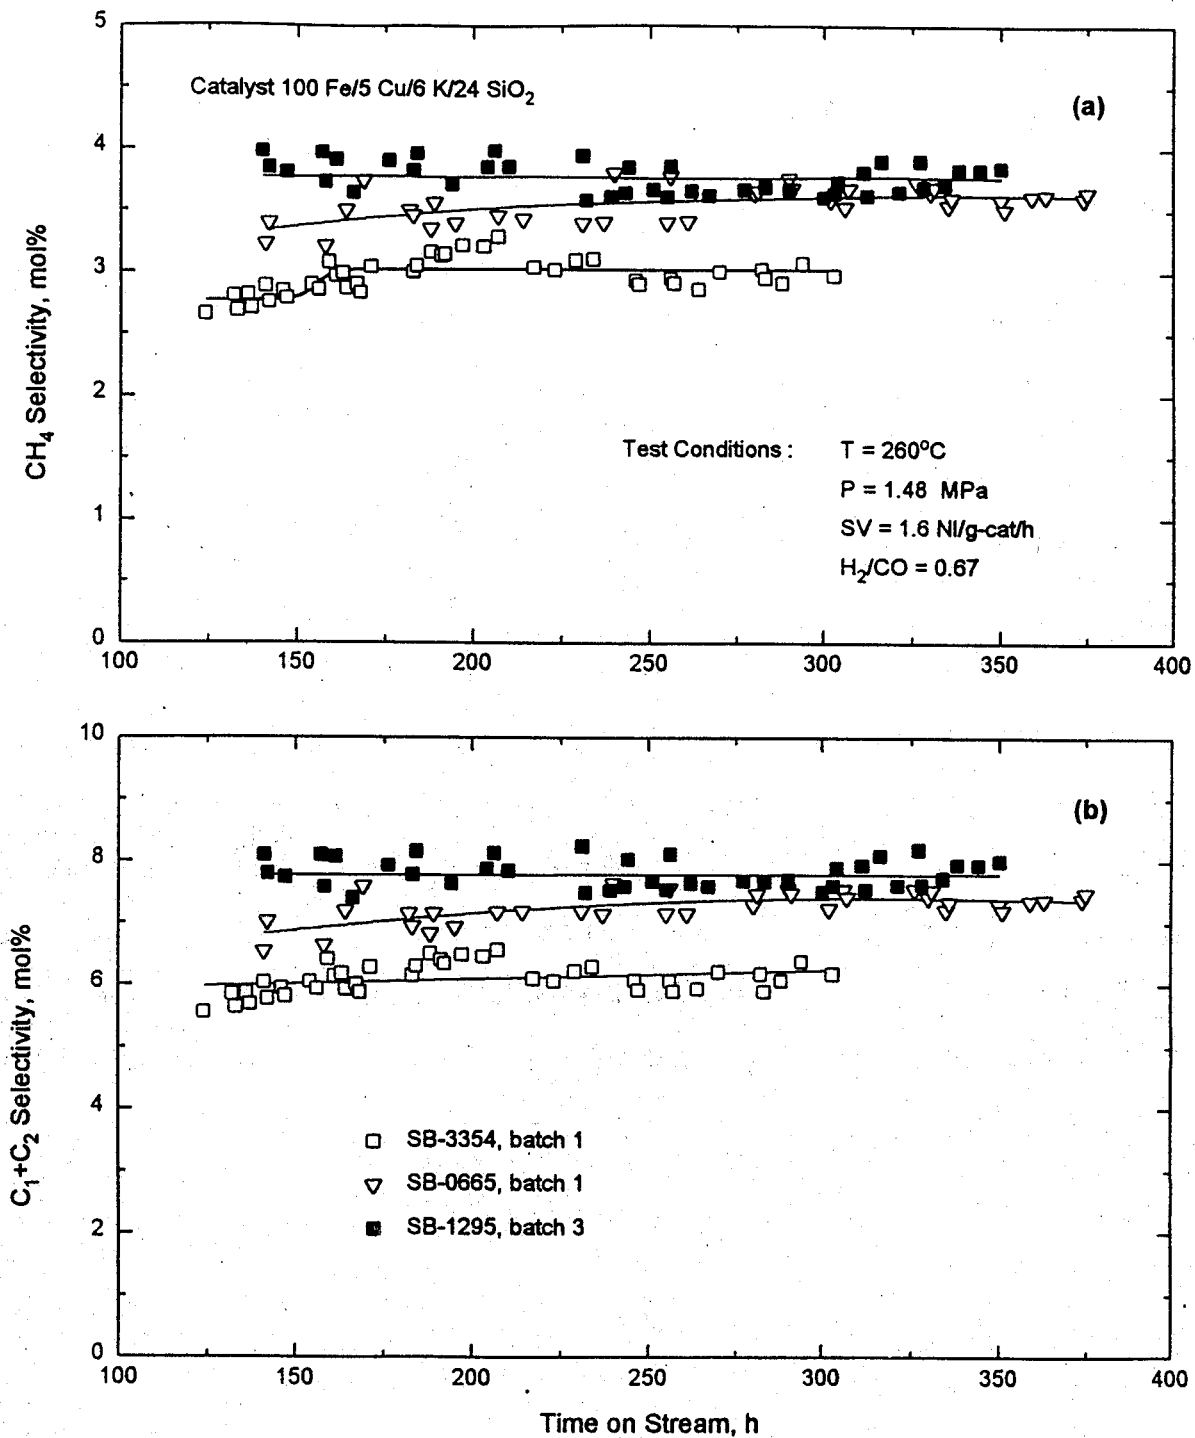 5
Catalyst 100 Fe/5 Cu/6 K/24 SiO2
(a)
4
3
2
1
0
CH4 Selectivity, mol%
Test Conditions : T = 260°C
P = 1.48 MPa
SV = 1.6 Nl/g-cat/h
H2/CO = 0.67
100 150 200 250 300 350 400
10
(b)
8
6
4
2
0
C1+C2 Selectivity, mol%
SB-3354, batch 1
SB-0665, batch 1
SB-1295, batch 3
100 150 200 250 300 350 400
Time on Stream, h